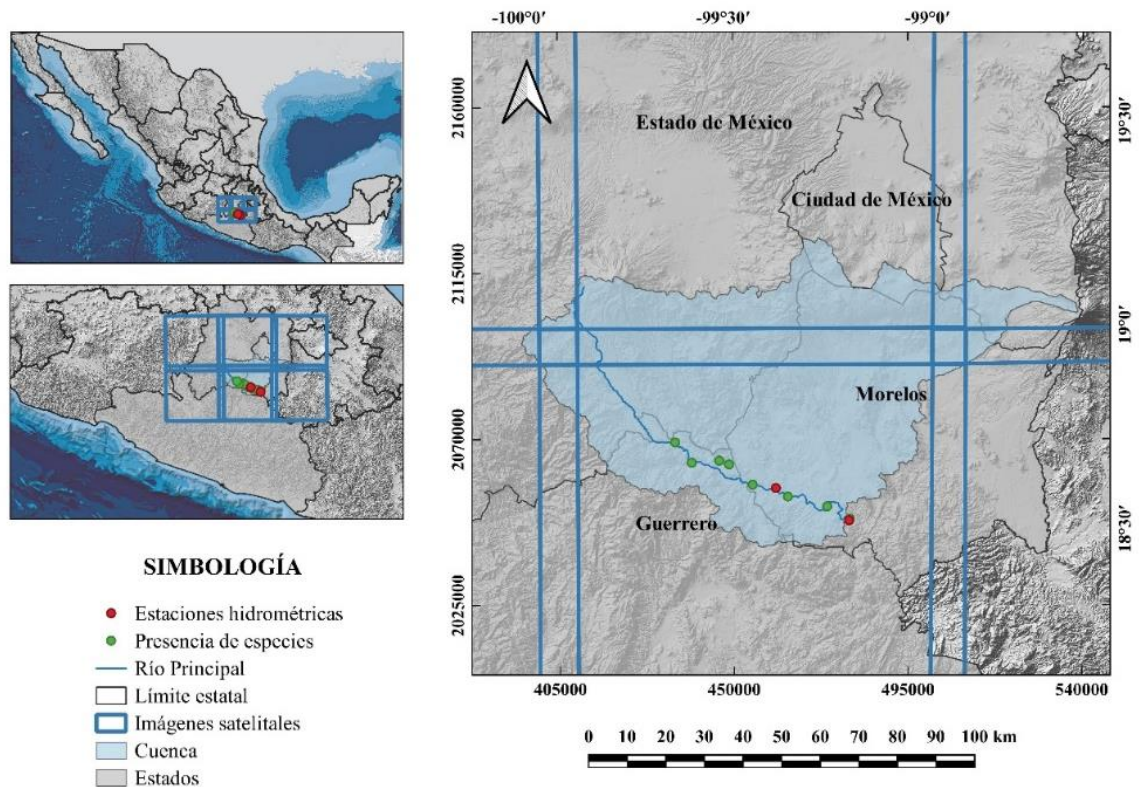 -100°0' -99°30' -99°0'
2160000
Estado de México
19°30'
Ciudad de México
2115000
19°0'
Morelos
2070000
Guerrero
18°30'
2025000
405000 450000 495000 540000
0 10 20 30 40 50 60 70 80 90 100 km
SIMBOLOGÍA
Estaciones hidrométricas
Presencia de especies
Río Principal
Límite estatal
Imágenes satelitales
Cuenca
Estados